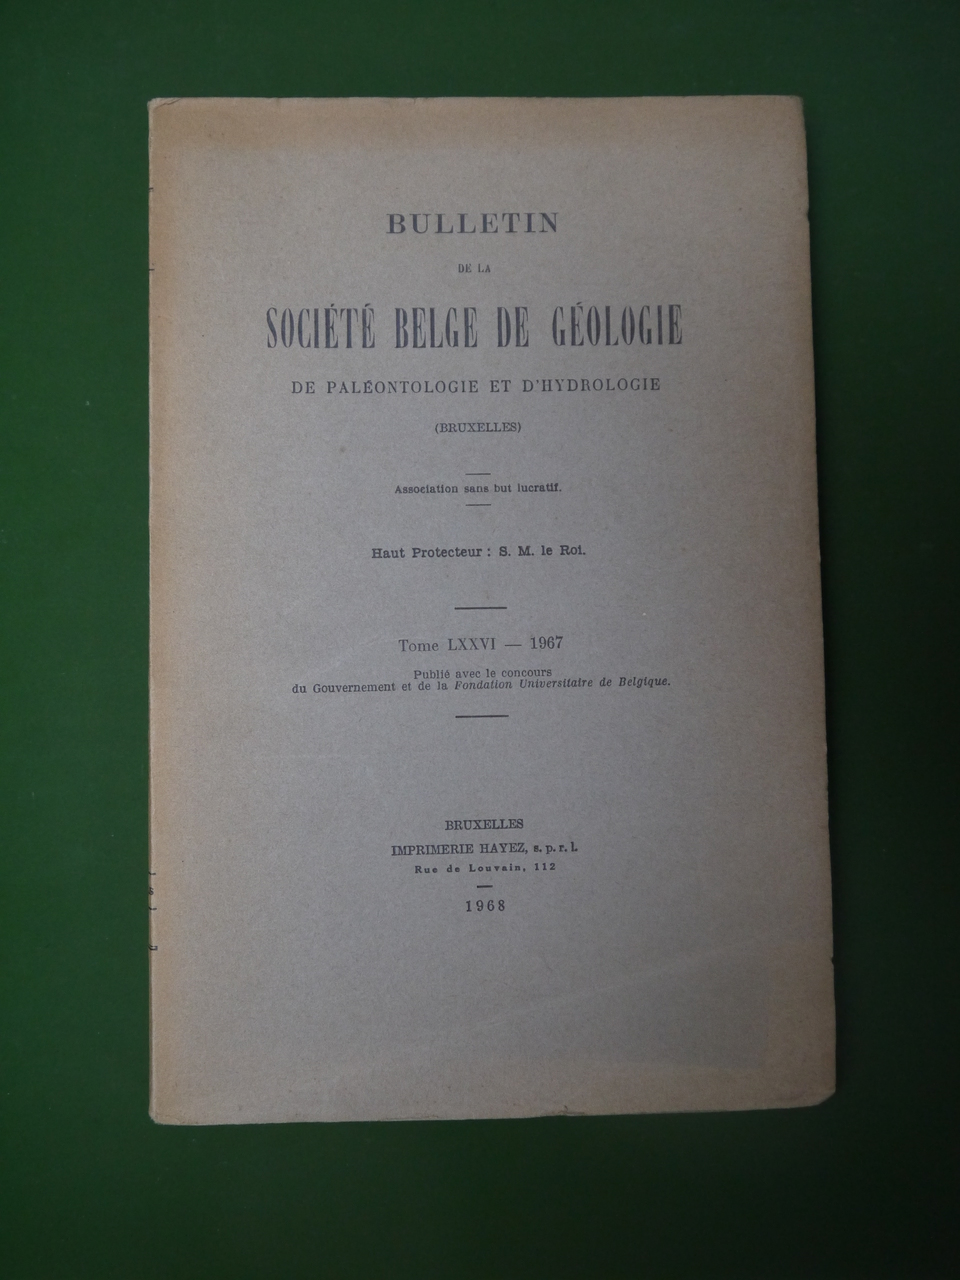 BULLETIN
DE LA
SOCIÉTÉ BELGE DE GÉOLOGIE
DE PALÉONTOLOGIE ET D'HYDROLOGIE
(BRUXELLES)
Association sans but lucratif.
Haut Protecteur : S. M. le Roi.
Tome LXXVI — 1967
Publié avec le concours
du Gouvernement et de la Fondation Universitaire de Belgique.
BRUXELLES
IMPRIMERIE HAYEZ, s. p. r. l.
Rue de Louvain, 112
1968